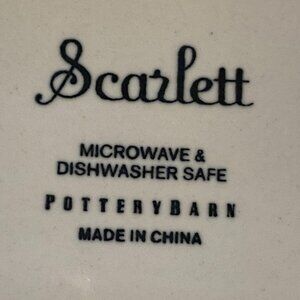 Scarlett
MICROWAVE &
DISHWASHER SAFE
POTTERYBARN
MADE IN CHINA